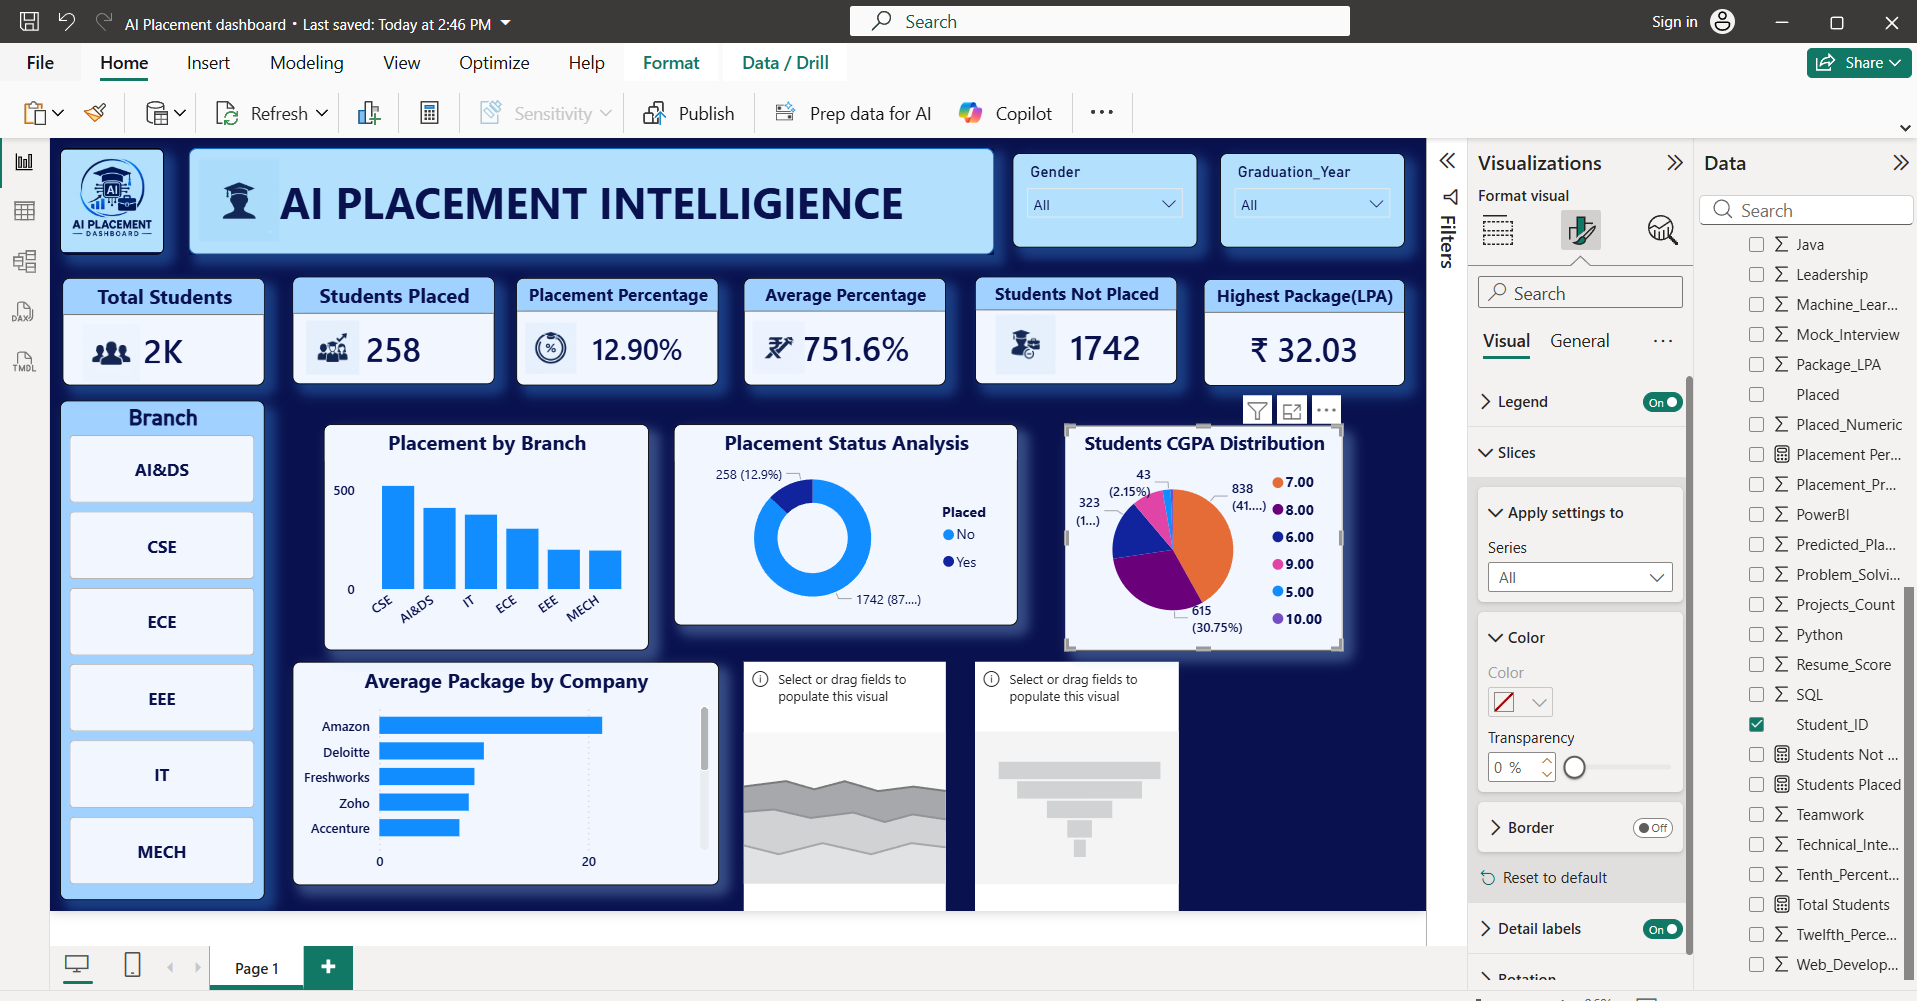 AI Placement dashboard • Last saved: Today at 2:46 PM
Search
Sign in
File
Home
Insert
Modeling
View
Optimize
Help
Format
Data / Drill
Share
Refresh
Sensitivity
Publish
Prep data for AI
Copilot
DAX
TMDL
AI
AI PLACEMENT
DASHBOARD
AI PLACEMENT INTELLIGIENCE
Gender
All
Graduation_Year
All
Total Students
2K
Students Placed
258
Placement Percentage
%
12.90%
Average Percentage
751.6%
Students Not Placed
1742
Highest Package(LPA)
₹ 32.03
Branch
AI&DS
CSE
ECE
EEE
IT
MECH
Placement by Branch
500
0
CSE
AI&DS
IT
ECE
EEE
MECH
Placement Status Analysis
258 (12.9%)
1742 (87....)
Placed
No
Yes
Students CGPA Distribution
43
(2.15%)
323
(1...)
838
(41....)
615
(30.75%)
7.00
8.00
6.00
9.00
5.00
10.00
Average Package by Company
Amazon
Deloitte
Freshworks
Zoho
Accenture
0
20
Select or drag fields to
populate this visual
Select or drag fields to
populate this visual
Page 1
Filters
Visualizations
Format visual
Search
Visual
General
Legend
On
Slices
Apply settings to
Series
All
Color
Color
Transparency
0 %
Border
Off
Reset to default
Detail labels
On
Rotation
Data
Search
Java
Leadership
Machine_Lear...
Mock_Interview
Package_LPA
Placed
Placed_Numeric
Placement Per...
Placement_Pr...
PowerBI
Predicted_Pla...
Problem_Solvi...
Projects_Count
Python
Resume_Score
SQL
Student_ID
Students Not ...
Students Placed
Teamwork
Technical_Inte...
Tenth_Percent...
Total Students
Twelfth_Perce...
Web_Develop...